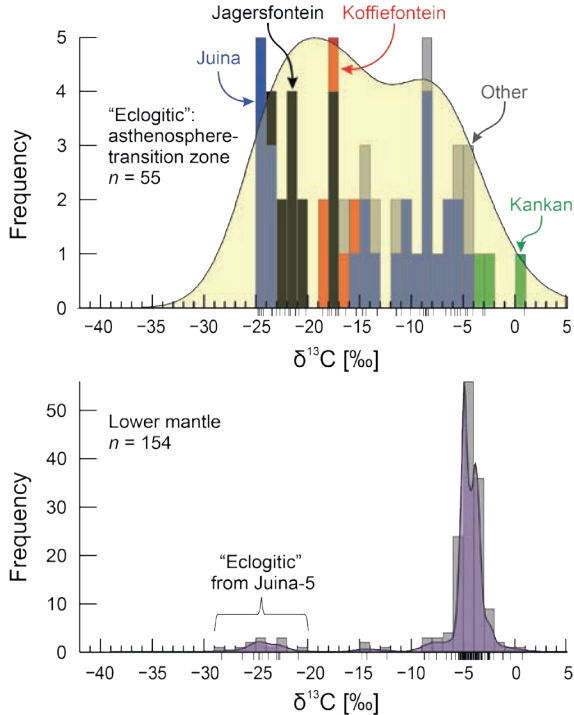 Jagersfontein
Koffiefontein
Juina
5
"Eclogitic":
asthenosphere-
transition zone
n = 55
Other
4
3
2
1
0
Kankan
Frequency
−40 −35 −30 −25 −20 −15 −10 −5 0 5
δ¹³C [‰]
Lower mantle
n = 154
50
40
30
20
10
0
Frequency
"Eclogitic"
from Juina-5
−40 −35 −30 −25 −20 −15 −10 −5 0 5
δ¹³C [‰]